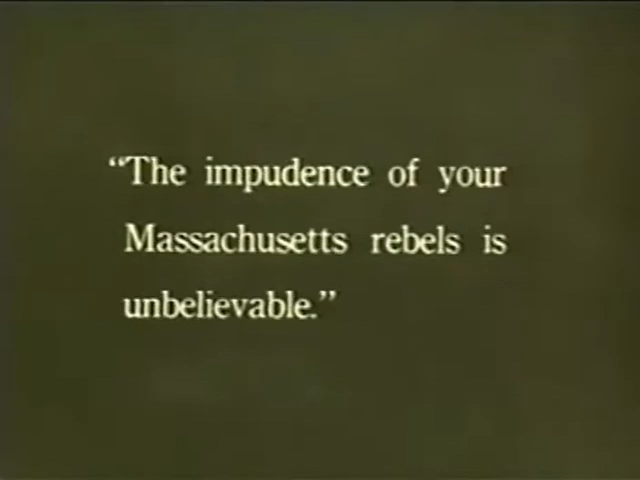 “The impudence of your
Massachusetts rebels is
unbelievable.”